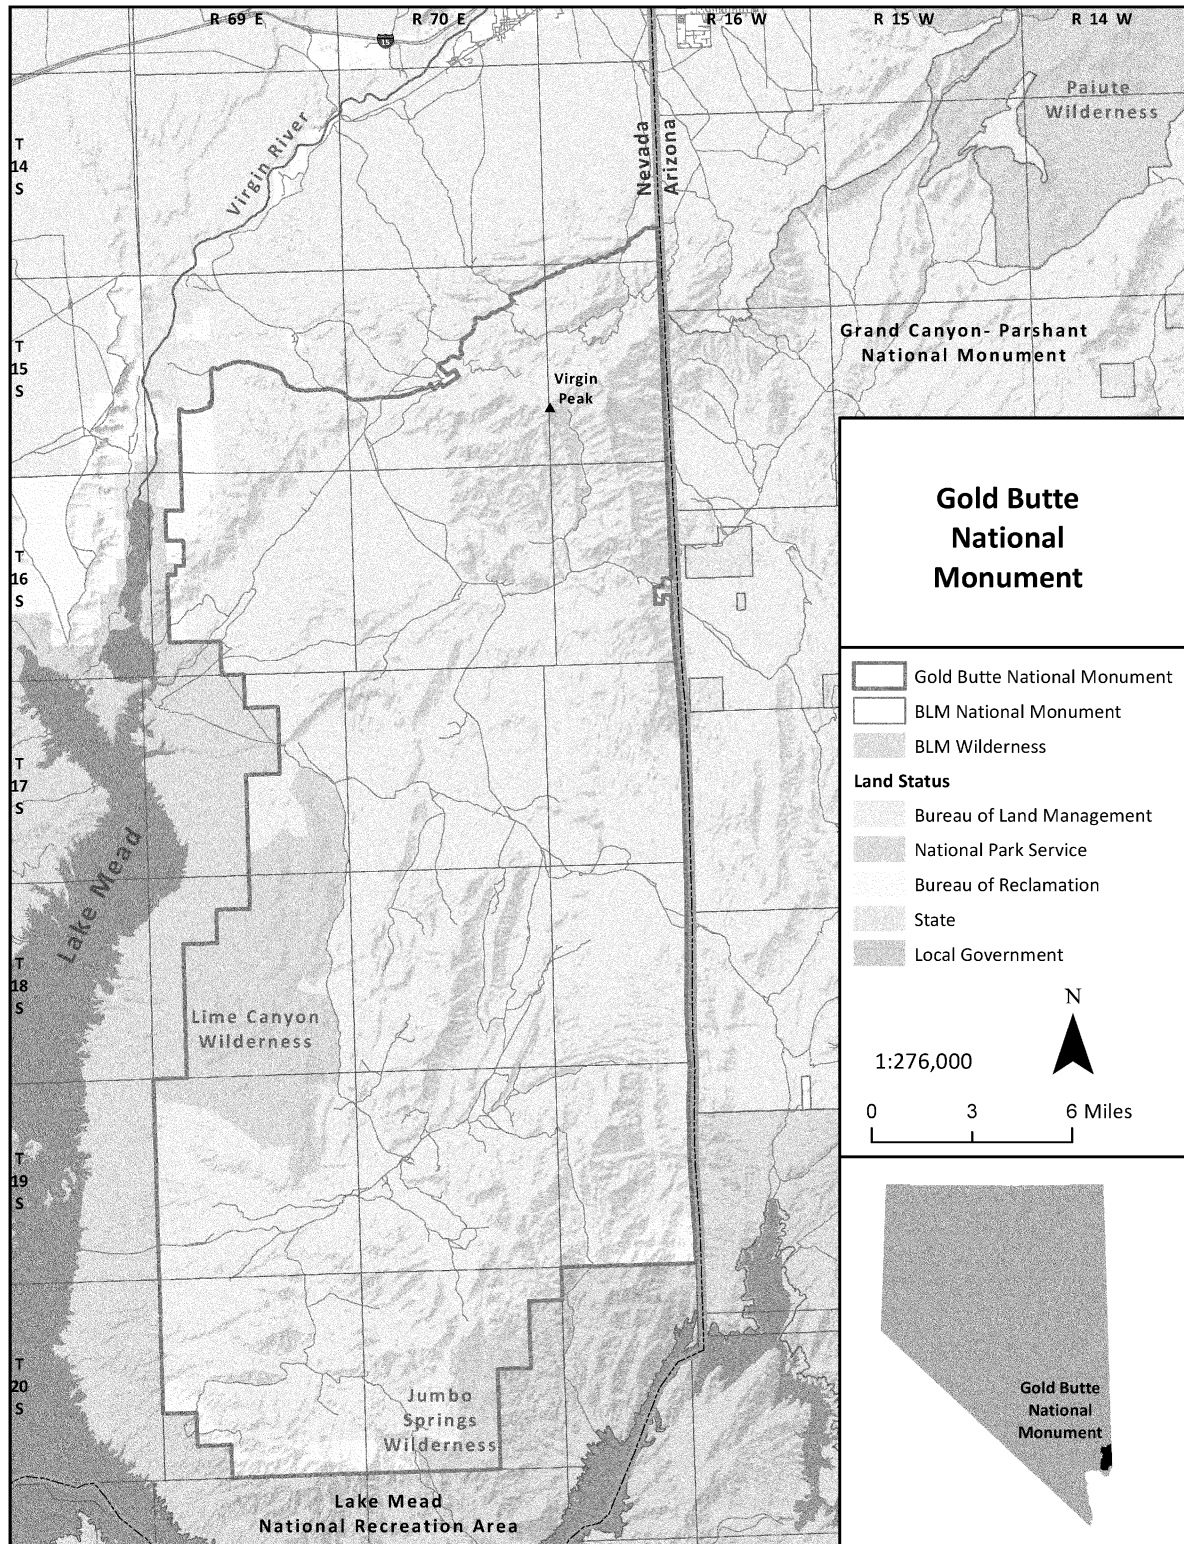 R 69 E
R 70 E
R 16 W
R 15 W
R 14 W
15
Paiute
Wilderness
T
14
S
Virgin River
Nevada
Arizona
Grand Canyon- Parshant
National Monument
T
15
S
Virgin
Peak
Gold Butte
National
Monument
T
16
S
Gold Butte National Monument
BLM National Monument
BLM Wilderness
Land Status
Bureau of Land Management
National Park Service
Bureau of Reclamation
State
Local Government
T
17
S
Lake Mead
T
18
S
Lime Canyon
Wilderness
N
1:276,000
0 3 6 Miles
T
19
S
T
20
S
Jumbo
Springs
Wilderness
Gold Butte
National
Monument
Lake Mead
National Recreation Area